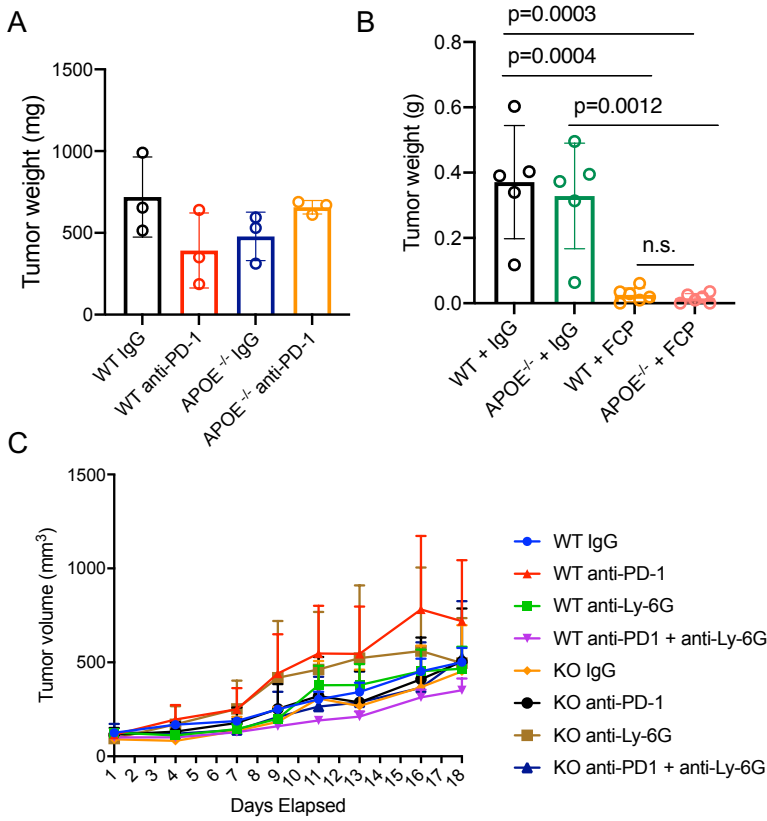 A
Tumor weight (mg)
1500
1000
500
0
WT IgG
WT anti-PD-1
APOE-/- IgG
APOE-/- anti-PD-1
B
p=0.0003
p=0.0004
p=0.0012
n.s.
Tumor weight (g)
0.8
0.6
0.4
0.2
0.0
WT + IgG
APOE-/- + IgG
WT + FCP
APOE-/- + FCP
C
Tumor volume (mm3)
1500
1000
500
0
1 2 3 4 5 6 7 8 9 10 11 12 13 14 15 16 17 18
Days Elapsed
WT IgG
WT anti-PD-1
WT anti-Ly-6G
WT anti-PD1 + anti-Ly-6G
KO IgG
KO anti-PD-1
KO anti-Ly-6G
KO anti-PD1 + anti-Ly-6G